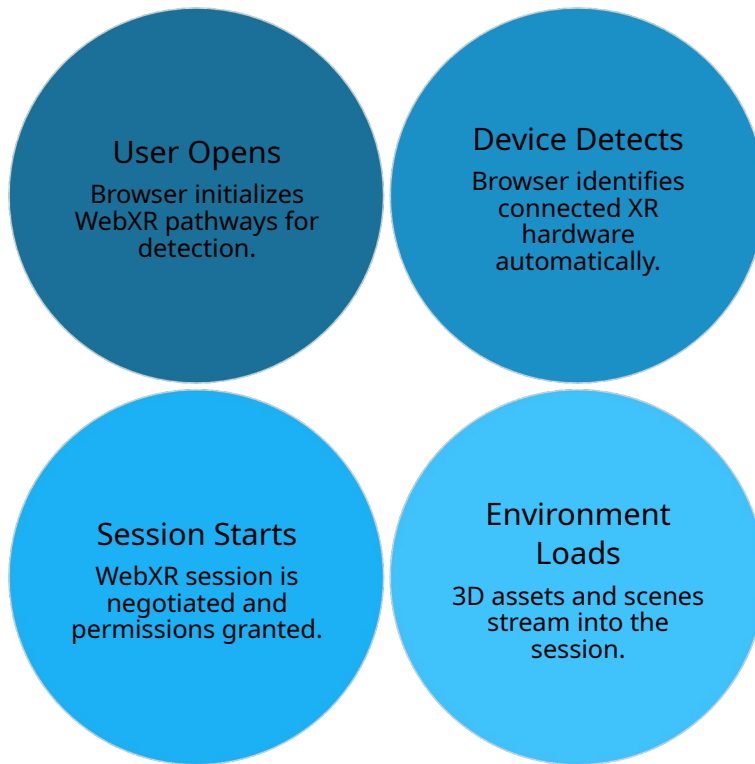 User Opens
Browser initializes
WebXR pathways for
detection.
Device Detects
Browser identifies
connected XR
hardware
automatically.
Session Starts
WebXR session is
negotiated and
permissions granted.
Environment
Loads
3D assets and scenes
stream into the
session.